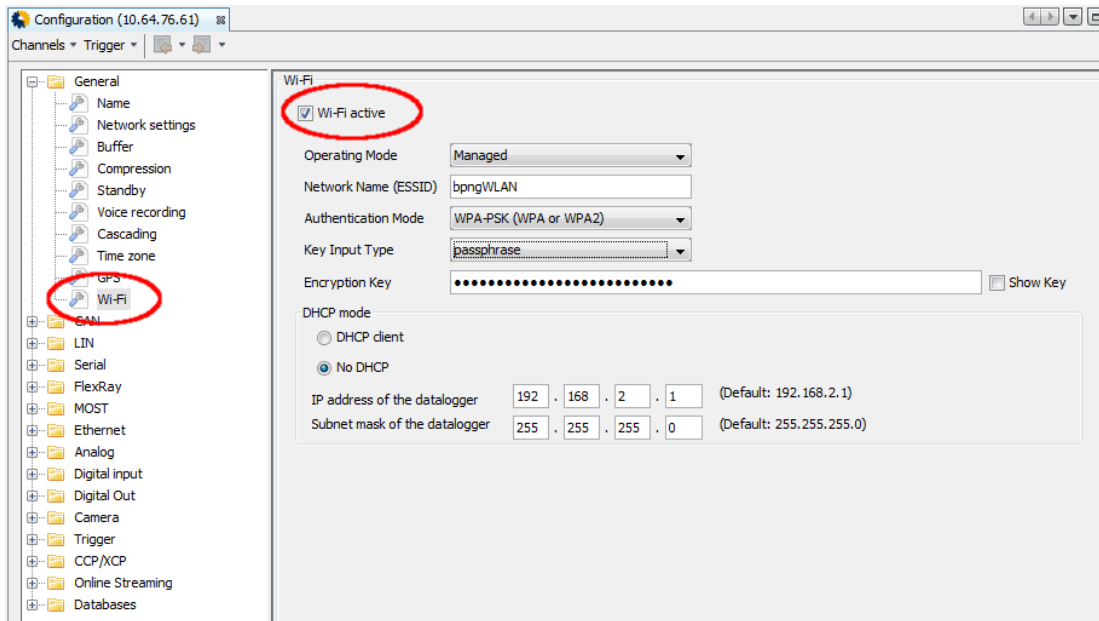 Configuration (10.64.76.61)
Channels Trigger
General
Name
Network settings
Buffer
Compression
Standby
Voice recording
Cascading
Time zone
GPS
Wi-Fi
CAN
LIN
Serial
FlexRay
MOST
Ethernet
Analog
Digital input
Digital Out
Camera
Trigger
CCP/XCP
Online Streaming
Databases
Wi-Fi
Wi-Fi active
Operating Mode Managed
Network Name (ESSID) bpngWLAN
Authentication Mode WPA-PSK (WPA or WPA2)
Key Input Type passphrase
Encryption Key ●●●●●●●●●●●●●●●●●●●●●●●●●● Show Key
DHCP mode
DHCP client
No DHCP
IP address of the datalogger 192 . 168 . 2 . 1 (Default: 192.168.2.1)
Subnet mask of the datalogger 255 . 255 . 255 . 0 (Default: 255.255.255.0)